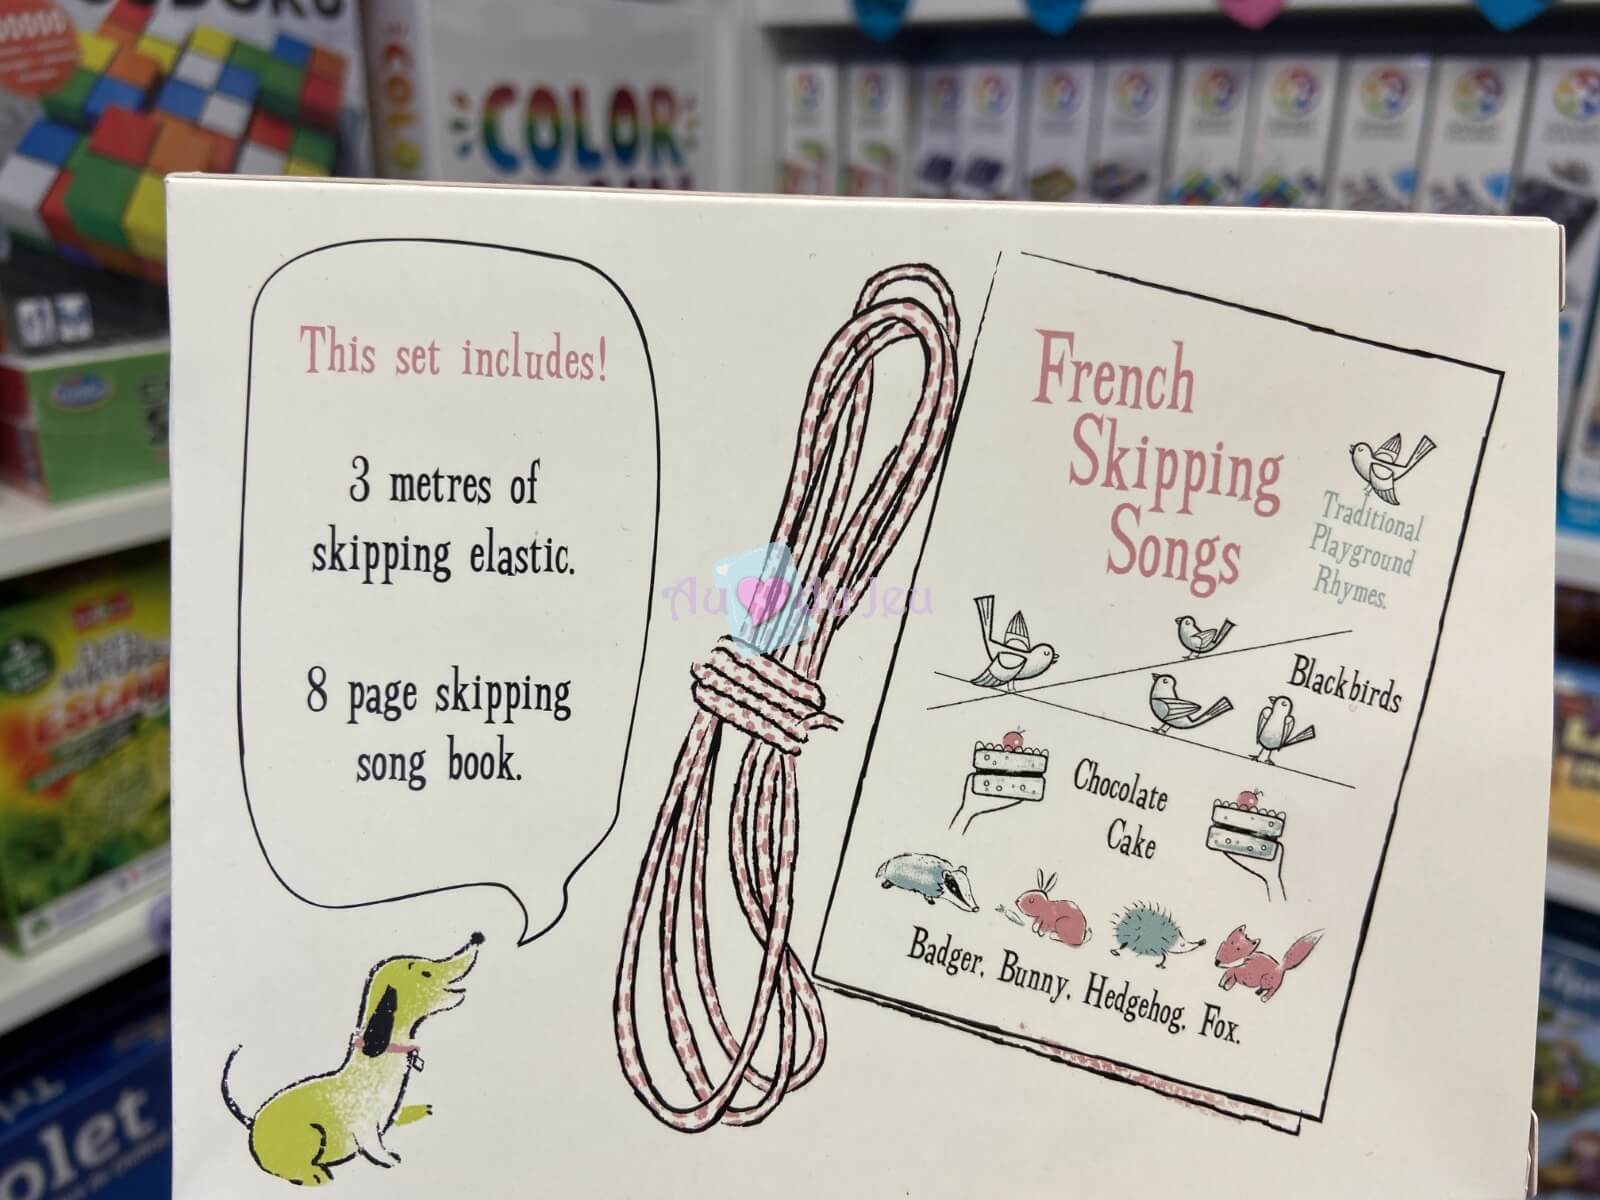 COLOR
This set includes!
3 metres of
skipping elastic.
8 page skipping
song book.
French
Skipping
Songs
Traditional
Playground
Rhymes.
Blackbirds
Chocolate
Cake
Badger. Bunny. Hedgehog. Fox.
Au du Jeu
olet